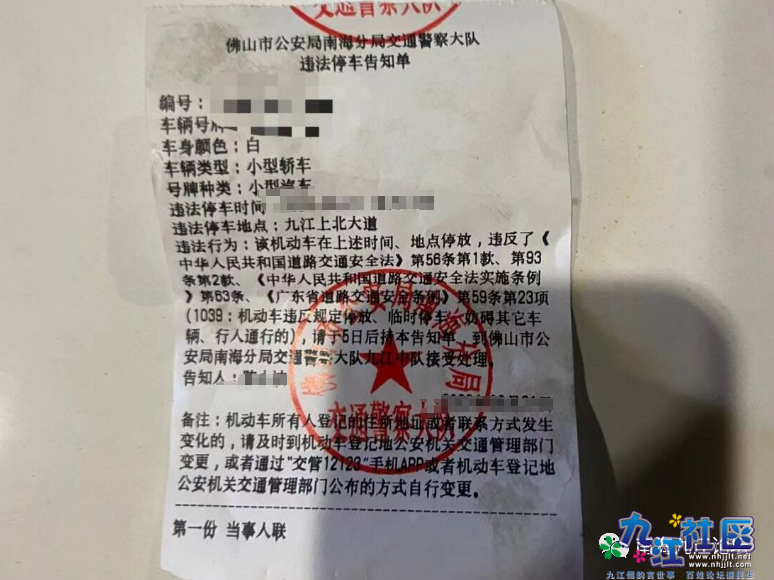 交通警察大队
佛山市公安局南海分局交通警察大队
违法停车告知单
编号：
车辆号牌
车身颜色：白
车辆类型：小型轿车
号牌种类：小型汽车
违法停车时间
违法停车地点：九江上北大道
违法行为：该机动车在上述时间、地点停放，违反了《
中华人民共和国道路交通安全法》第56条第1款、第93
条第2款、《中华人民共和国道路交通安全法实施条例
》第63条、《广东省道路交通安全条例》第59条第23项
(1039：机动车违反规定停放、临时停车，妨碍其它车
辆、行人通行的)，请于5日后持本告知单，到佛山市公
安局南海分局交通警察大队九江中队接受处理。
告知人：
备注：机动车所有人登记的住所地址或者联系方式发生
变化的，请及时到机动车登记地公安机关交通管理部门
变更，或者通过"交管12123"手机APP或者机动车登记地
公安机关交通管理部门公布的方式自行变更。
第一份 当事人联
九江社区
www.nhjjlt.com